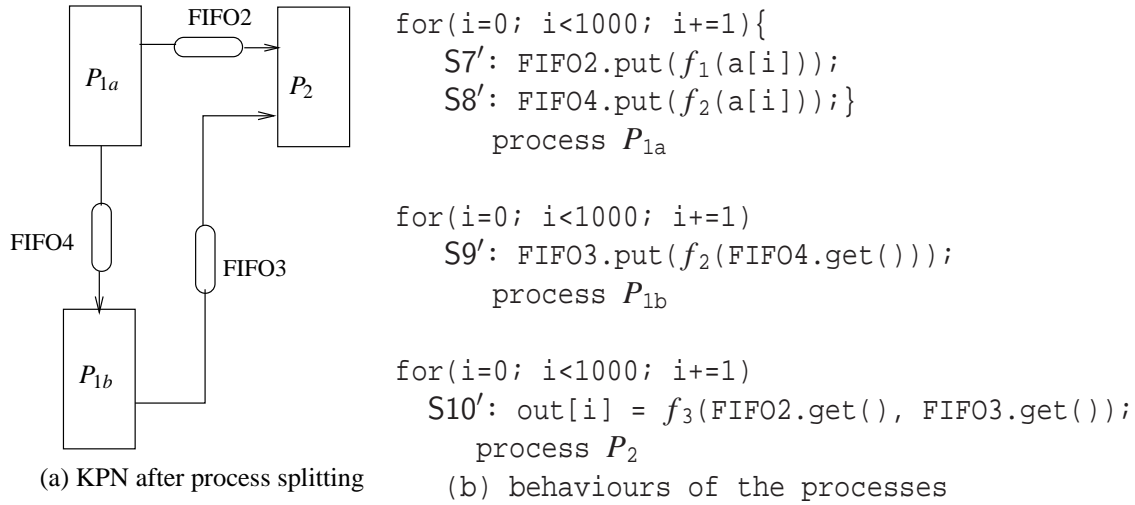 FIFO2
P1a
P2
FIFO4
FIFO3
P1b
(a) KPN after process splitting
for(i=0; i<1000; i+=1){
S7′: FIFO2.put(f1(a[i]));
S8′: FIFO4.put(f2(a[i]));}
process P1a
for(i=0; i<1000; i+=1)
S9′: FIFO3.put(f2(FIFO4.get()));
process P1b
for(i=0; i<1000; i+=1)
S10′: out[i] = f3(FIFO2.get(), FIFO3.get());
process P2
(b) behaviours of the processes